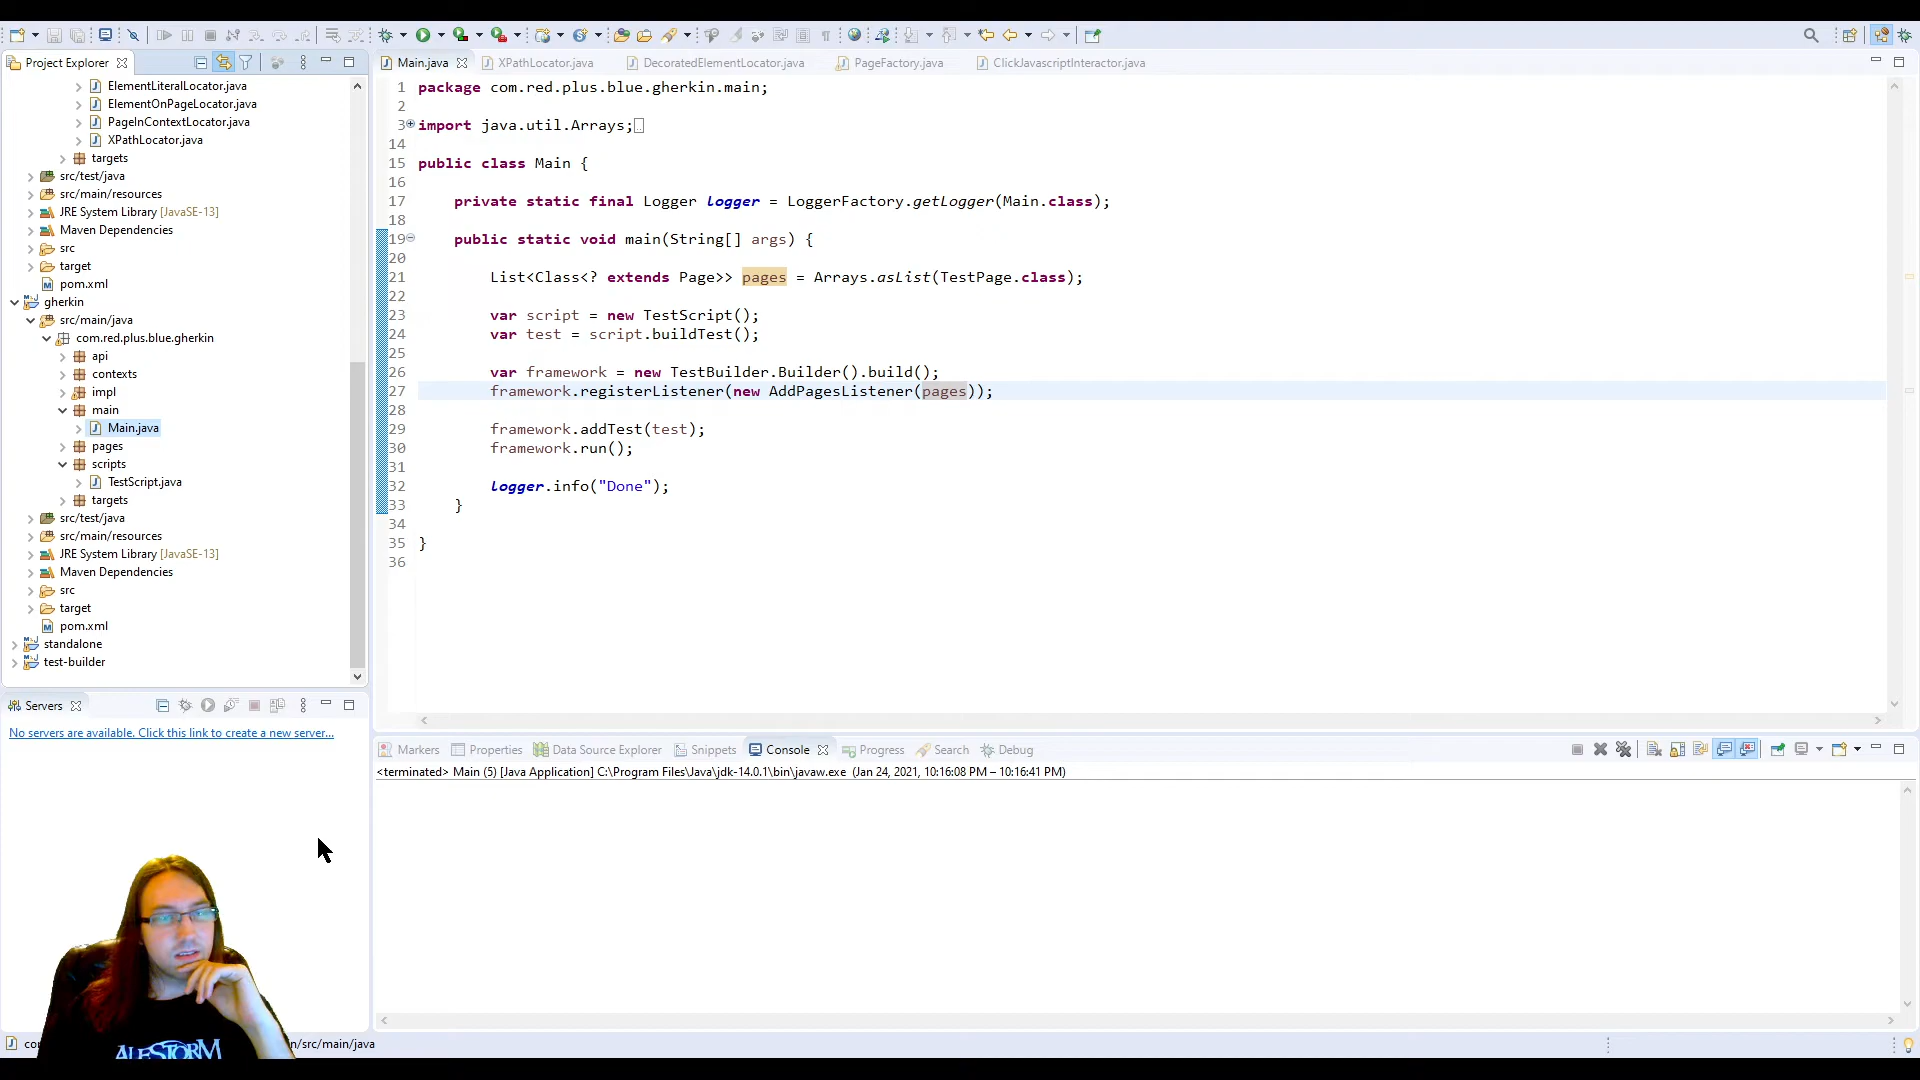 Project Explorer
ElementLiteralLocator.java
ElementOnPageLocator.java
PageInContextLocator.java
XPathLocator.java
targets
src/test/java
src/main/resources
JRE System Library [JavaSE-13]
Maven Dependencies
src
target
pom.xml
gherkin
src/main/java
com.red.plus.blue.gherkin
api
contexts
impl
main
Main.java
pages
scripts
TestScript.java
targets
src/test/java
src/main/resources
JRE System Library [JavaSE-13]
Maven Dependencies
src
target
pom.xml
standalone
test-builder
Servers
No servers are available. Click this link to create a new server...
Main.java XPathLocator.java DecoratedElementLocator.java PageFactory.java ClickJavascriptInteractor.java
1 package com.red.plus.blue.gherkin.main;
2
3 import java.util.Arrays;
14
15 public class Main {
16
17 private static final Logger logger = LoggerFactory.getLogger(Main.class);
18
19 public static void main(String[] args) {
20
21 List<Class<? extends Page>> pages = Arrays.asList(TestPage.class);
22
23 var script = new TestScript();
24 var test = script.buildTest();
25
26 var framework = new TestBuilder.Builder().build();
27 framework.registerListener(new AddPagesListener(pages));
28
29 framework.addTest(test);
30 framework.run();
31
32 logger.info("Done");
33 }
34
35 }
36
Markers Properties Data Source Explorer Snippets Console Progress Search Debug
<terminated> Main (5) [Java Application] C:\Program Files\Java\jdk-14.0.1\bin\javaw.exe (Jan 24, 2021, 10:16:08 PM – 10:16:41 PM)
ALESTORM
n/src/main/java